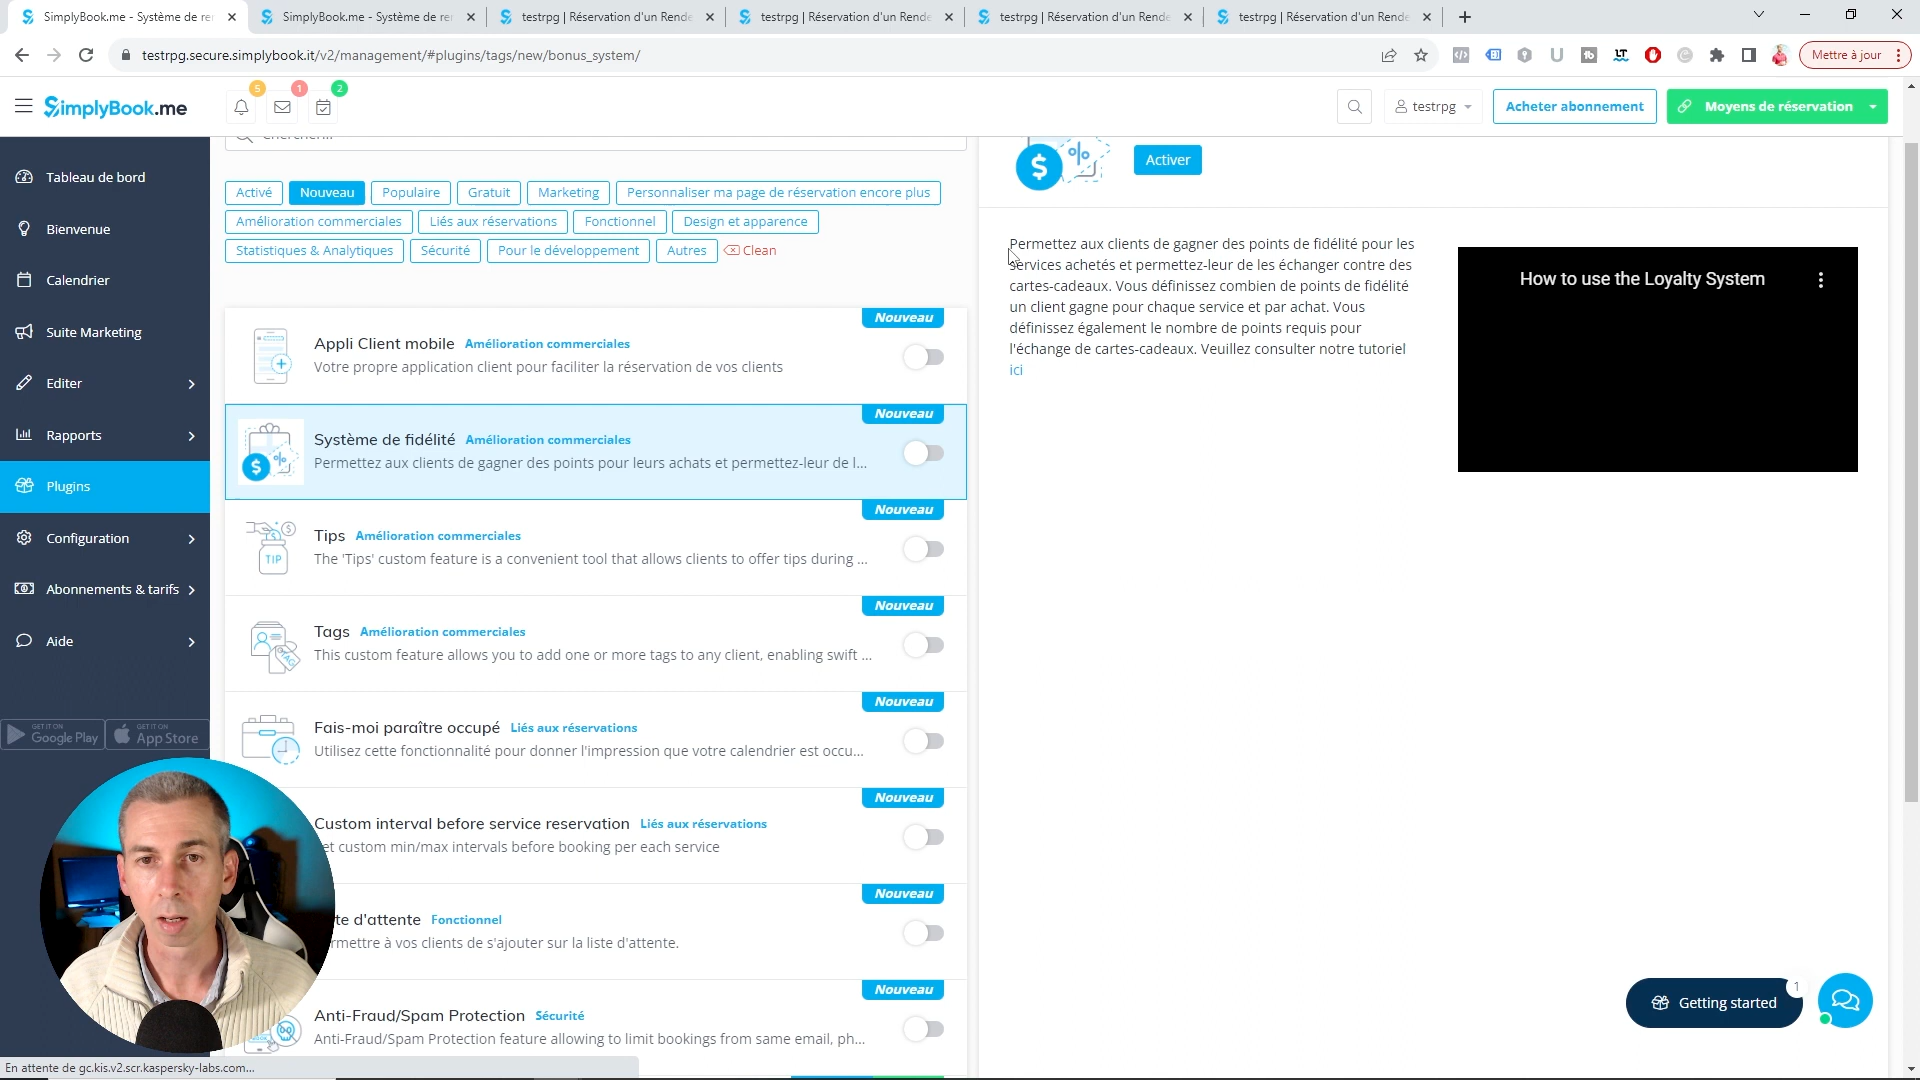 SimplyBook.me - Système de rer
SimplyBook.me - Système de rer
testrpg | Réservation d'un Rende
testrpg | Réservation d'un Rende
testrpg | Réservation d'un Rende
testrpg | Réservation d'un Rende
testrpg.secure.simplybook.it/v2/management/#plugins/tags/new/bonus_system/
Mettre à jour
SimplyBook.me
5
1
2
testrpg
Acheter abonnement
Moyens de réservation
Tableau de bord
Bienvenue
Calendrier
Suite Marketing
Editer
Rapports
Plugins
Configuration
Abonnements & tarifs
Aide
GET IT ON
Google Play
GET IT ON
App Store
Activé
Nouveau
Populaire
Gratuit
Marketing
Personnaliser ma page de réservation encore plus
Amélioration commerciales
Liés aux réservations
Fonctionnel
Design et apparence
Statistiques & Analytiques
Sécurité
Pour le développement
Autres
Clean
Nouveau
Appli Client mobile Amélioration commerciales
Votre propre application client pour faciliter la réservation de vos clients
Nouveau
Système de fidélité Amélioration commerciales
Permettez aux clients de gagner des points pour leurs achats et permettez-leur de l...
Nouveau
TIP
Tips Amélioration commerciales
The 'Tips' custom feature is a convenient tool that allows clients to offer tips during ...
Nouveau
TAG
Tags Amélioration commerciales
This custom feature allows you to add one or more tags to any client, enabling swift ...
Nouveau
Fais-moi paraître occupé Liés aux réservations
Utilisez cette fonctionnalité pour donner l'impression que votre calendrier est occu...
Nouveau
Custom interval before service reservation Liés aux réservations
et custom min/max intervals before booking per each service
Nouveau
te d'attente Fonctionnel
rmettre à vos clients de s'ajouter sur la liste d'attente.
Nouveau
Anti-Fraud/Spam Protection Sécurité
Anti-Fraud/Spam Protection feature allowing to limit bookings from same email, ph...
Activer
Permettez aux clients de gagner des points de fidélité pour les
services achetés et permettez-leur de les échanger contre des
cartes-cadeaux. Vous définissez combien de points de fidélité
un client gagne pour chaque service et par achat. Vous
définissez également le nombre de points requis pour
l'échange de cartes-cadeaux. Veuillez consulter notre tutoriel
ici
How to use the Loyalty System
Getting started
1
En attente de gc.kis.v2.scr.kaspersky-labs.com...